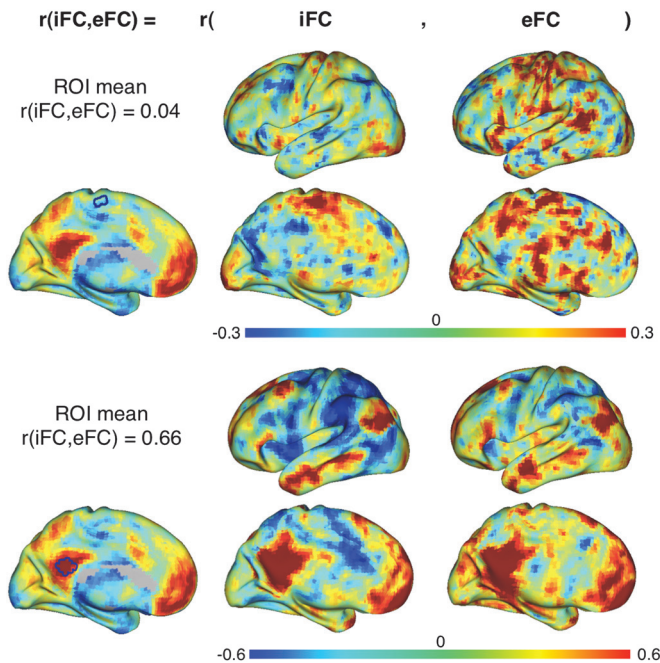 r(iFC,eFC) = r( iFC , eFC )
ROI mean
r(iFC,eFC) = 0.04
-0.3 0 0.3
ROI mean
r(iFC,eFC) = 0.66
-0.6 0 0.6